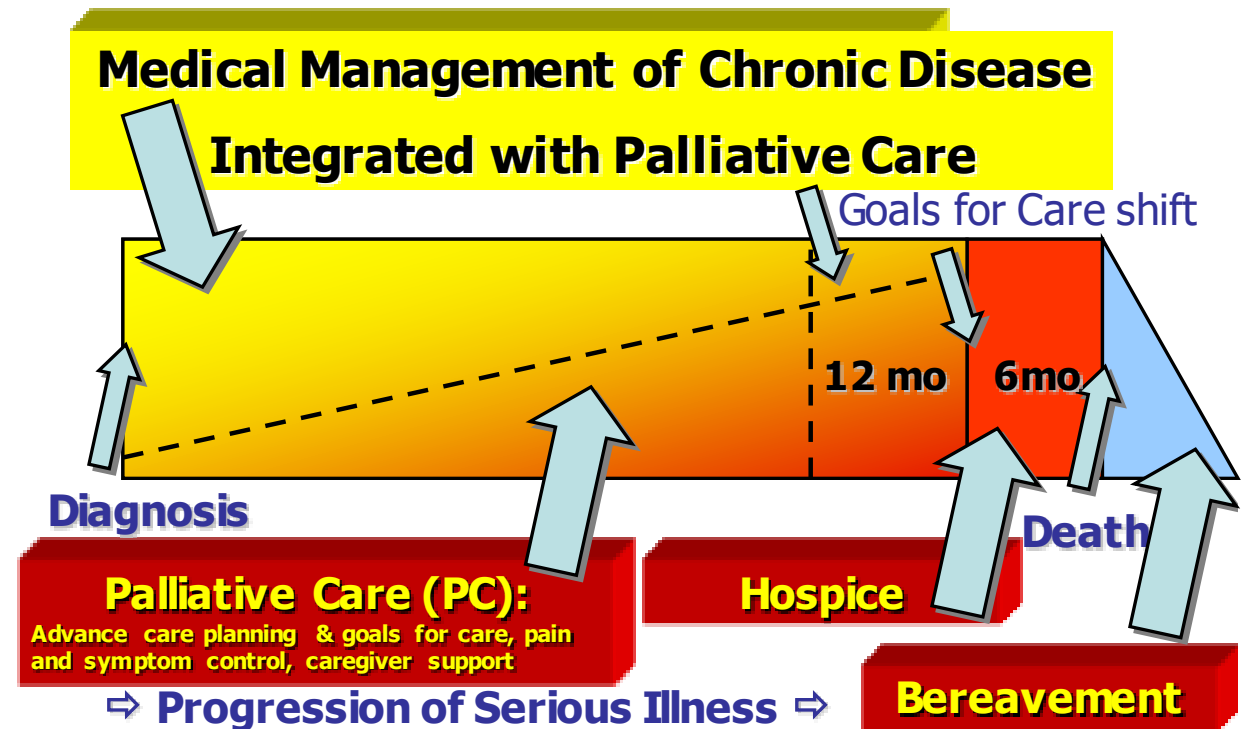 Medical Management of Chronic Disease
Integrated with Palliative Care
Goals for Care shift
12 mo
6mo
Diagnosis
Death
Palliative Care (PC):
Advance care planning & goals for care, pain
and symptom control, caregiver support
Hospice
Bereavement
⇨ Progression of Serious Illness ⇨